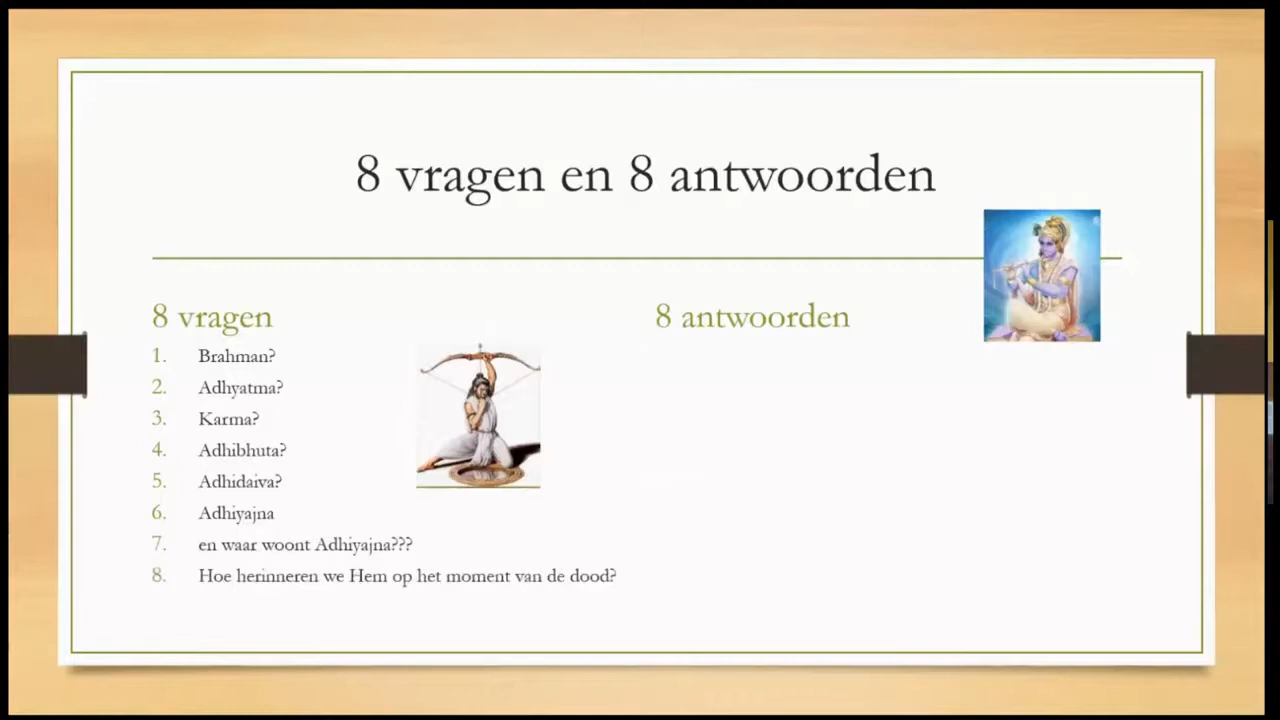 8 vragen en 8 antwoorden
8 vragen
1. Brahman?
2. Adhyatma?
3. Karma?
4. Adhibhuta?
5. Adhidaiva?
6. Adhiyajna
7. en waar woont Adhiyajna???
8. Hoe herinneren we Hem op het moment van de dood?
8 antwoorden